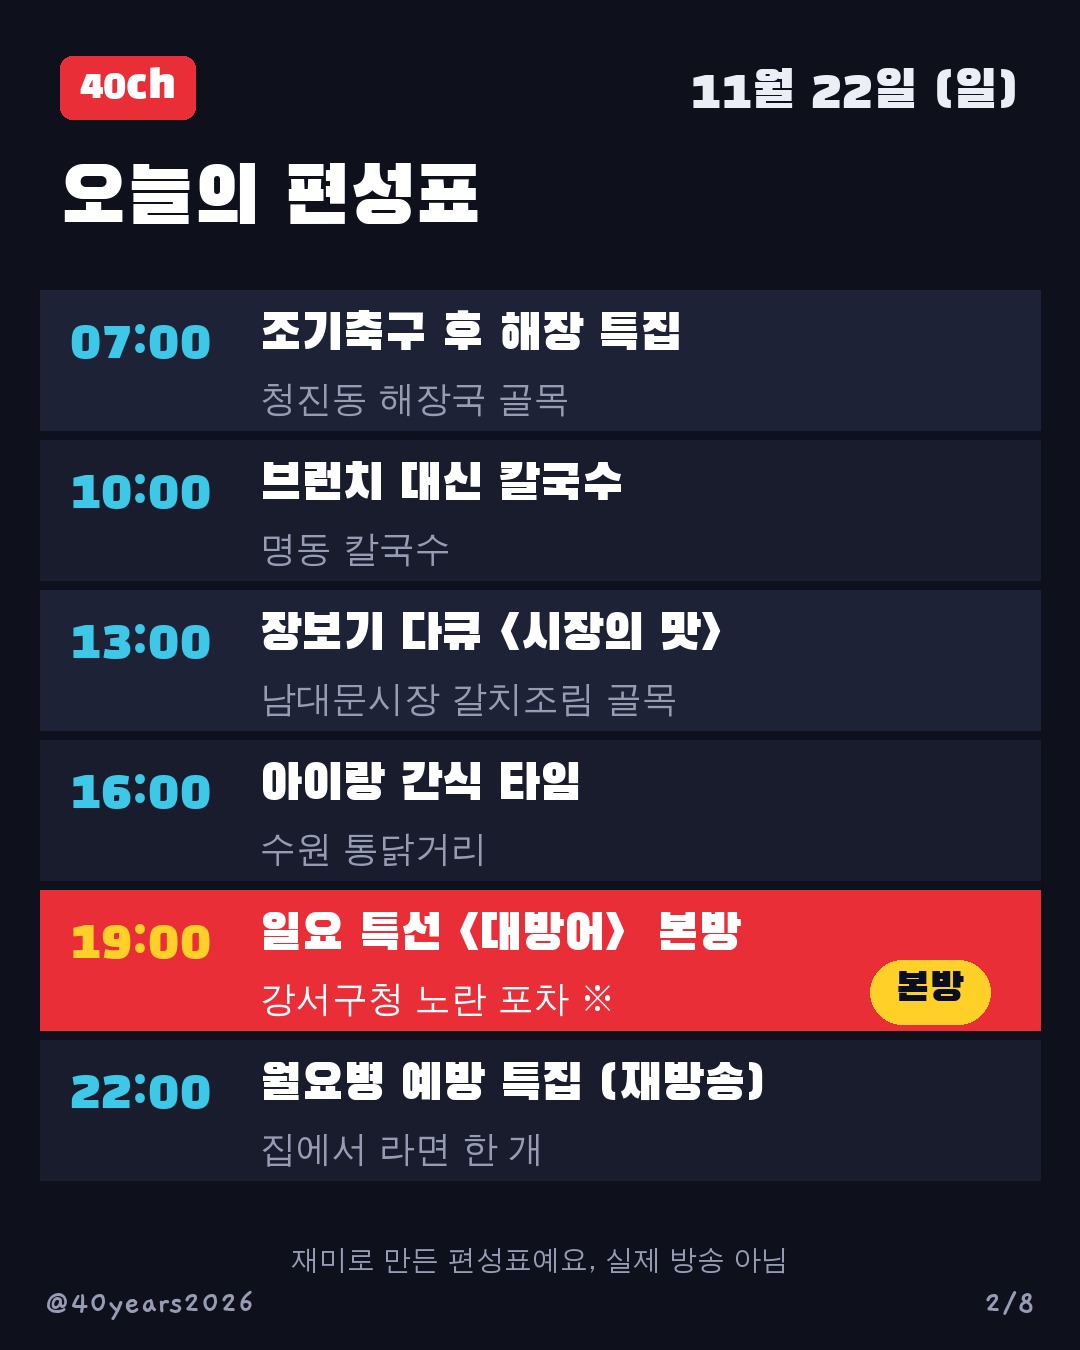 40ch
11월 22일 (일)
오늘의 편성표
07:00 조기축구 후 해장 특집
청진동 해장국 골목
10:00 브런치 대신 칼국수
명동 칼국수
13:00 장보기 다큐 〈시장의 맛〉
남대문시장 갈치조림 골목
16:00 아이랑 간식 타임
수원 통닭거리
19:00 일요 특선 〈대방어〉 본방
강서구청 노란 포차 ※
본방
22:00 월요병 예방 특집 (재방송)
집에서 라면 한 개
재미로 만든 편성표예요, 실제 방송 아님
@40years2026
2/8